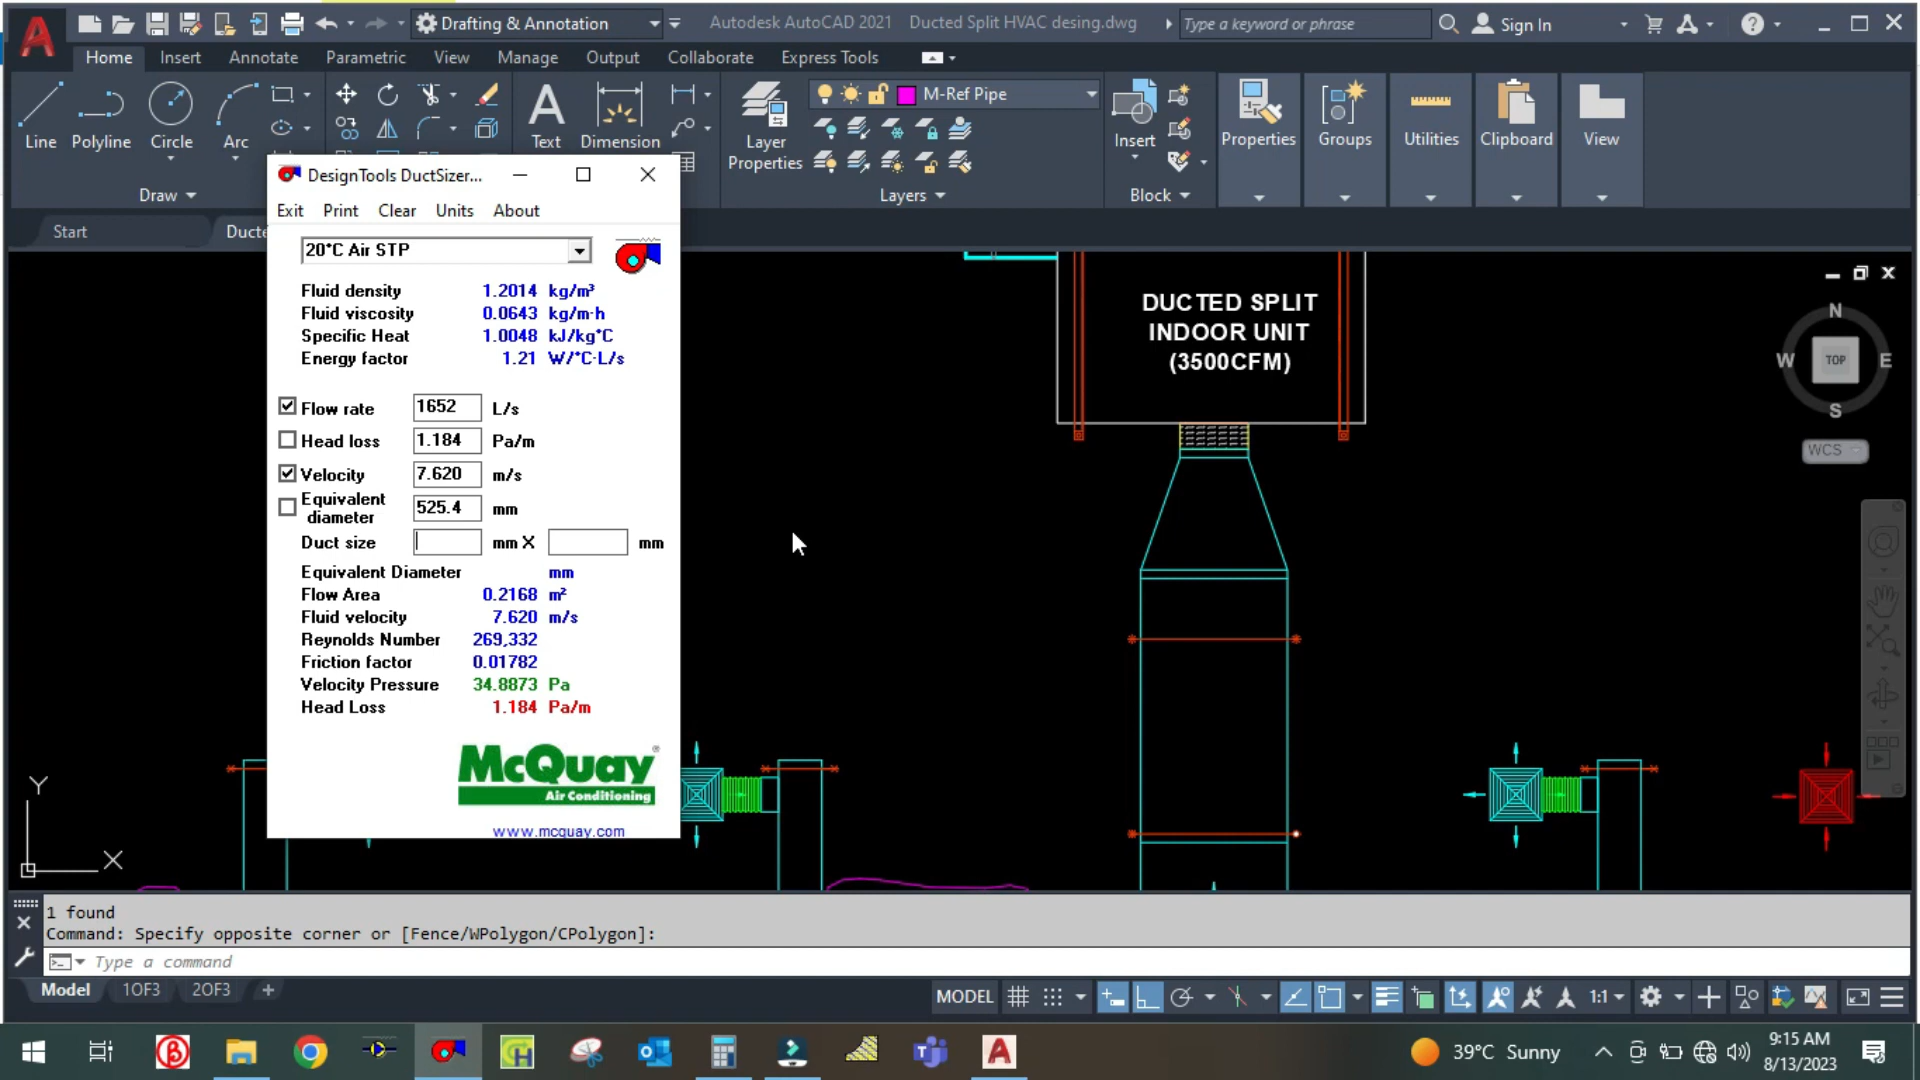 Drafting & Annotation
Autodesk AutoCAD 2021 Ducted Split HVAC desing.dwg
Type a keyword or phrase
Sign In
Home Insert Annotate Parametric View Manage Output Collaborate Express Tools
M-Ref Pipe
Line Polyline Circle Arc
Text Dimension
Layer
Properties
Insert
Properties Groups Utilities Clipboard View
Draw
Layers
Block
Start
Ducte
DesignTools DuctSizer...
Exit Print Clear Units About
20°C Air STP
Fluid density 1.2014 kg/m³
Fluid viscosity 0.0643 kg/m·h
Specific Heat 1.0048 kJ/kg°C
Energy factor 1.21 W/°C·L/s
Flow rate 1652 L/s
Head loss 1.184 Pa/m
Velocity 7.620 m/s
Equivalent
diameter 525.4 mm
Duct size mm X mm
Equivalent Diameter mm
Flow Area 0.2168 m²
Fluid velocity 7.620 m/s
Reynolds Number 269,332
Friction factor 0.01782
Velocity Pressure 34.8873 Pa
Head Loss 1.184 Pa/m
McQuay®
Air Conditioning
www.mcquay.com
DUCTED SPLIT
INDOOR UNIT
(3500CFM)
N
W TOP E
S
WCS
Y
X
1 found
Command: Specify opposite corner or [Fence/WPolygon/CPolygon]:
Type a command
Model 1OF3 2OF3 +
MODEL 1:1
39°C Sunny
9:15 AM
8/13/2023